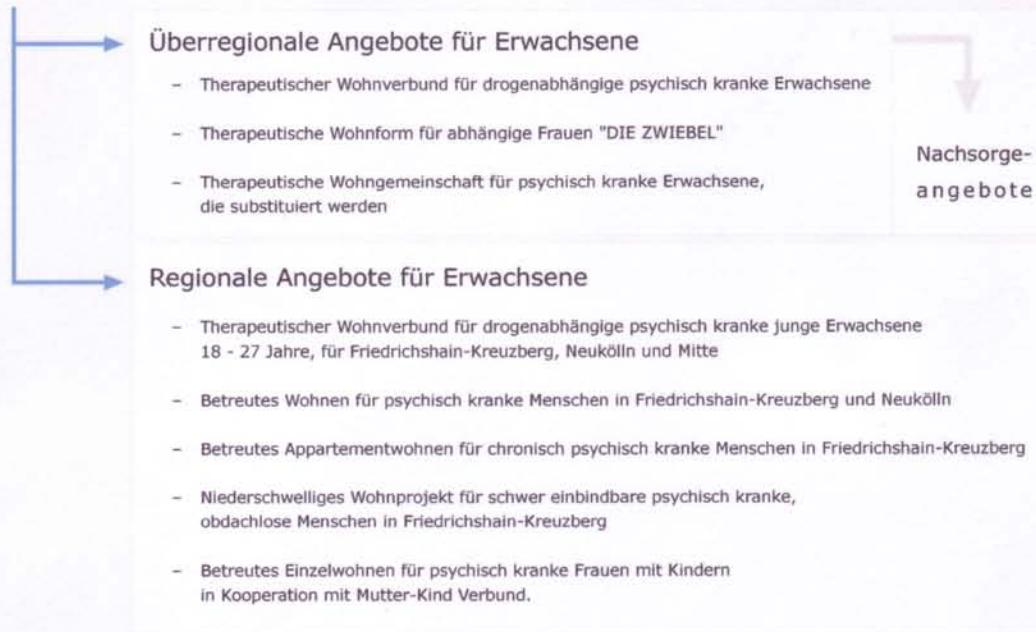 Überregionale Angebote für Erwachsene
– Therapeutischer Wohnverbund für drogenabhängige psychisch kranke Erwachsene
– Therapeutische Wohnform für abhängige Frauen "DIE ZWIEBEL"
– Therapeutische Wohngemeinschaft für psychisch kranke Erwachsene,
die substituiert werden
Nachsorge-
angebote
Regionale Angebote für Erwachsene
– Therapeutischer Wohnverbund für drogenabhängige psychisch kranke junge Erwachsene
18 - 27 Jahre, für Friedrichshain-Kreuzberg, Neukölln und Mitte
– Betreutes Wohnen für psychisch kranke Menschen in Friedrichshain-Kreuzberg und Neukölln
– Betreutes Appartementwohnen für chronisch psychisch kranke Menschen in Friedrichshain-Kreuzberg
– Niederschwelliges Wohnprojekt für schwer einbindbare psychisch kranke,
obdachlose Menschen in Friedrichshain-Kreuzberg
– Betreutes Einzelwohnen für psychisch kranke Frauen mit Kindern
in Kooperation mit Mutter-Kind Verbund.